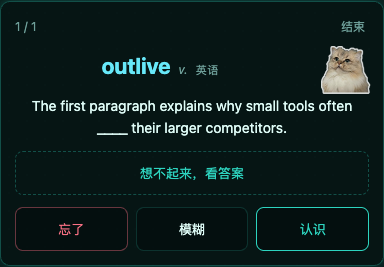 1 / 1 结束
outlive v. 英语
The first paragraph explains why small tools often
_____ their larger competitors.
想不起来，看答案
忘了 模糊 认识